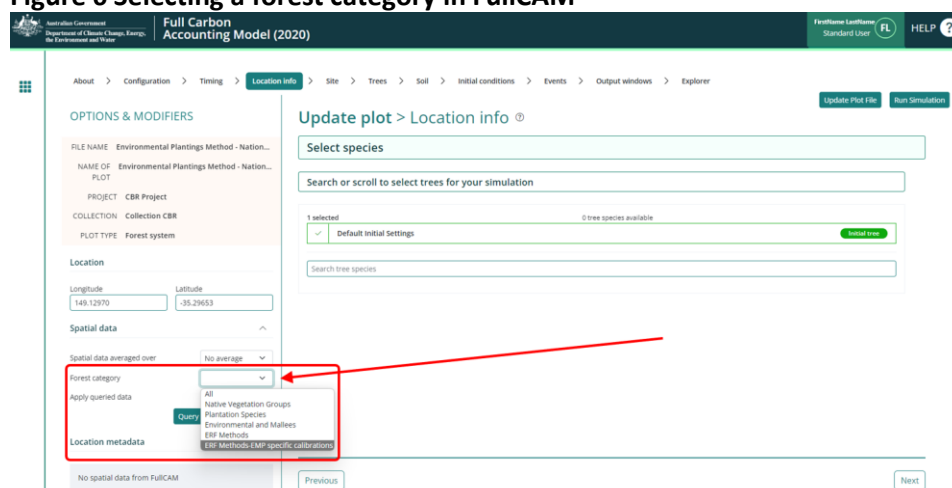 Figure 6 Selecting a forest category in FullCAM
Australian Government
Department of Climate Change, Energy,
the Environment and Water
Full Carbon
Accounting Model (2020)
FirstName LastName
Standard User
FL
HELP ?
About > Configuration > Timing > Location info > Site > Trees > Soil > Initial conditions > Events > Output windows > Explorer
Update Plot File
Run Simulation
OPTIONS & MODIFIERS
FILE NAME Environmental Plantings Method - Nation...
NAME OF PLOT Environmental Plantings Method - Nation...
PROJECT CBR Project
COLLECTION Collection CBR
PLOT TYPE Forest system
Location
Longitude Latitude
149.12970 -35.29653
Spatial data
Spatial data averaged over No average
Forest category
Apply queried data
All
Native Vegetation Groups
Plantation Species
Environmental and Mallees
ERF Methods
ERF Methods-EMP specific calibrations
Query
Location metadata
No spatial data from FullCAM
Update plot > Location info ?
Select species
Search or scroll to select trees for your simulation
1 selected 0 tree species available
Default Initial Settings Initial tree
Search tree species
Previous
Next